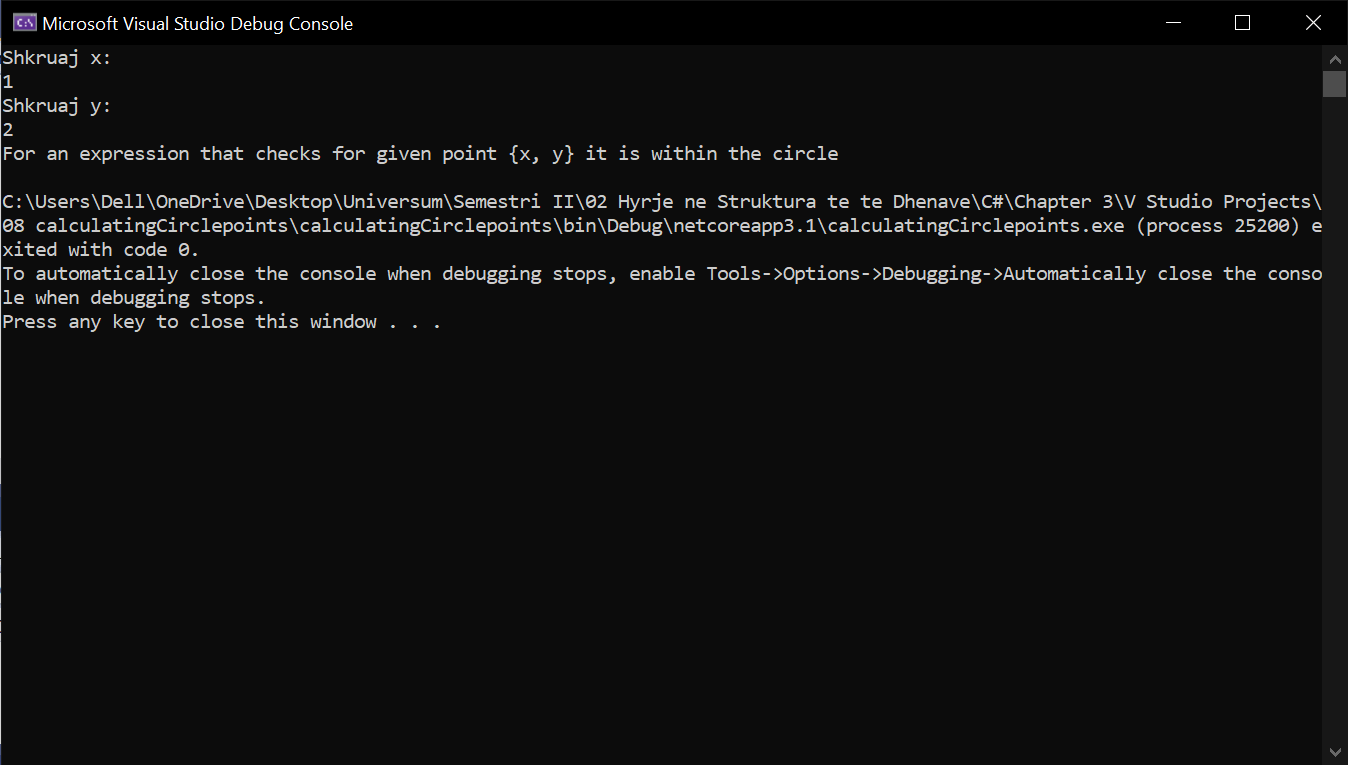 Microsoft Visual Studio Debug Console
Shkruaj x:
1
Shkruaj y:
2
For an expression that checks for given point {x, y} it is within the circle
C:\Users\Dell\OneDrive\Desktop\Universum\Semestri II\02 Hyrje ne Struktura te te Dhenave\C#\Chapter 3\V Studio Projects\
08 calculatingCirclepoints\calculatingCirclepoints\bin\Debug\netcoreapp3.1\calculatingCirclepoints.exe (process 25200) e
xited with code 0.
To automatically close the console when debugging stops, enable Tools->Options->Debugging->Automatically close the conso
le when debugging stops.
Press any key to close this window . . .